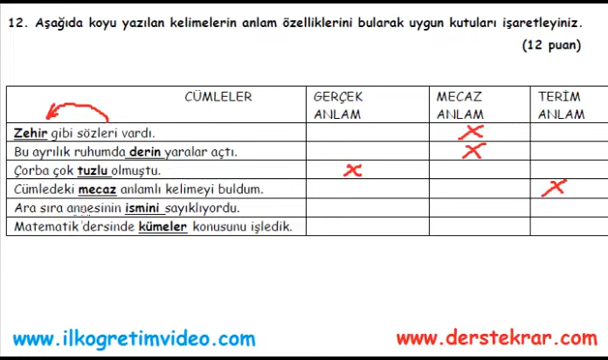 12. Aşağıda koyu yazılan kelimelerin anlam özelliklerini bularak uygun kutuları işaretleyiniz.
(12 puan)
CÜMLELER GERÇEK ANLAM MECAZ ANLAM TERİM ANLAM
Zehir gibi sözleri vardı. X
Bu ayrılık ruhumda derin yaralar açtı. X
Çorba çok tuzlu olmuştu. X
Cümledeki mecaz anlamlı kelimeyi buldum. X
Ara sıra annesinin ismini sayıklıyordu.
Matematik dersinde kümeler konusunu işledik.
www.ilkogretimvideo.com www.derstekrar.com